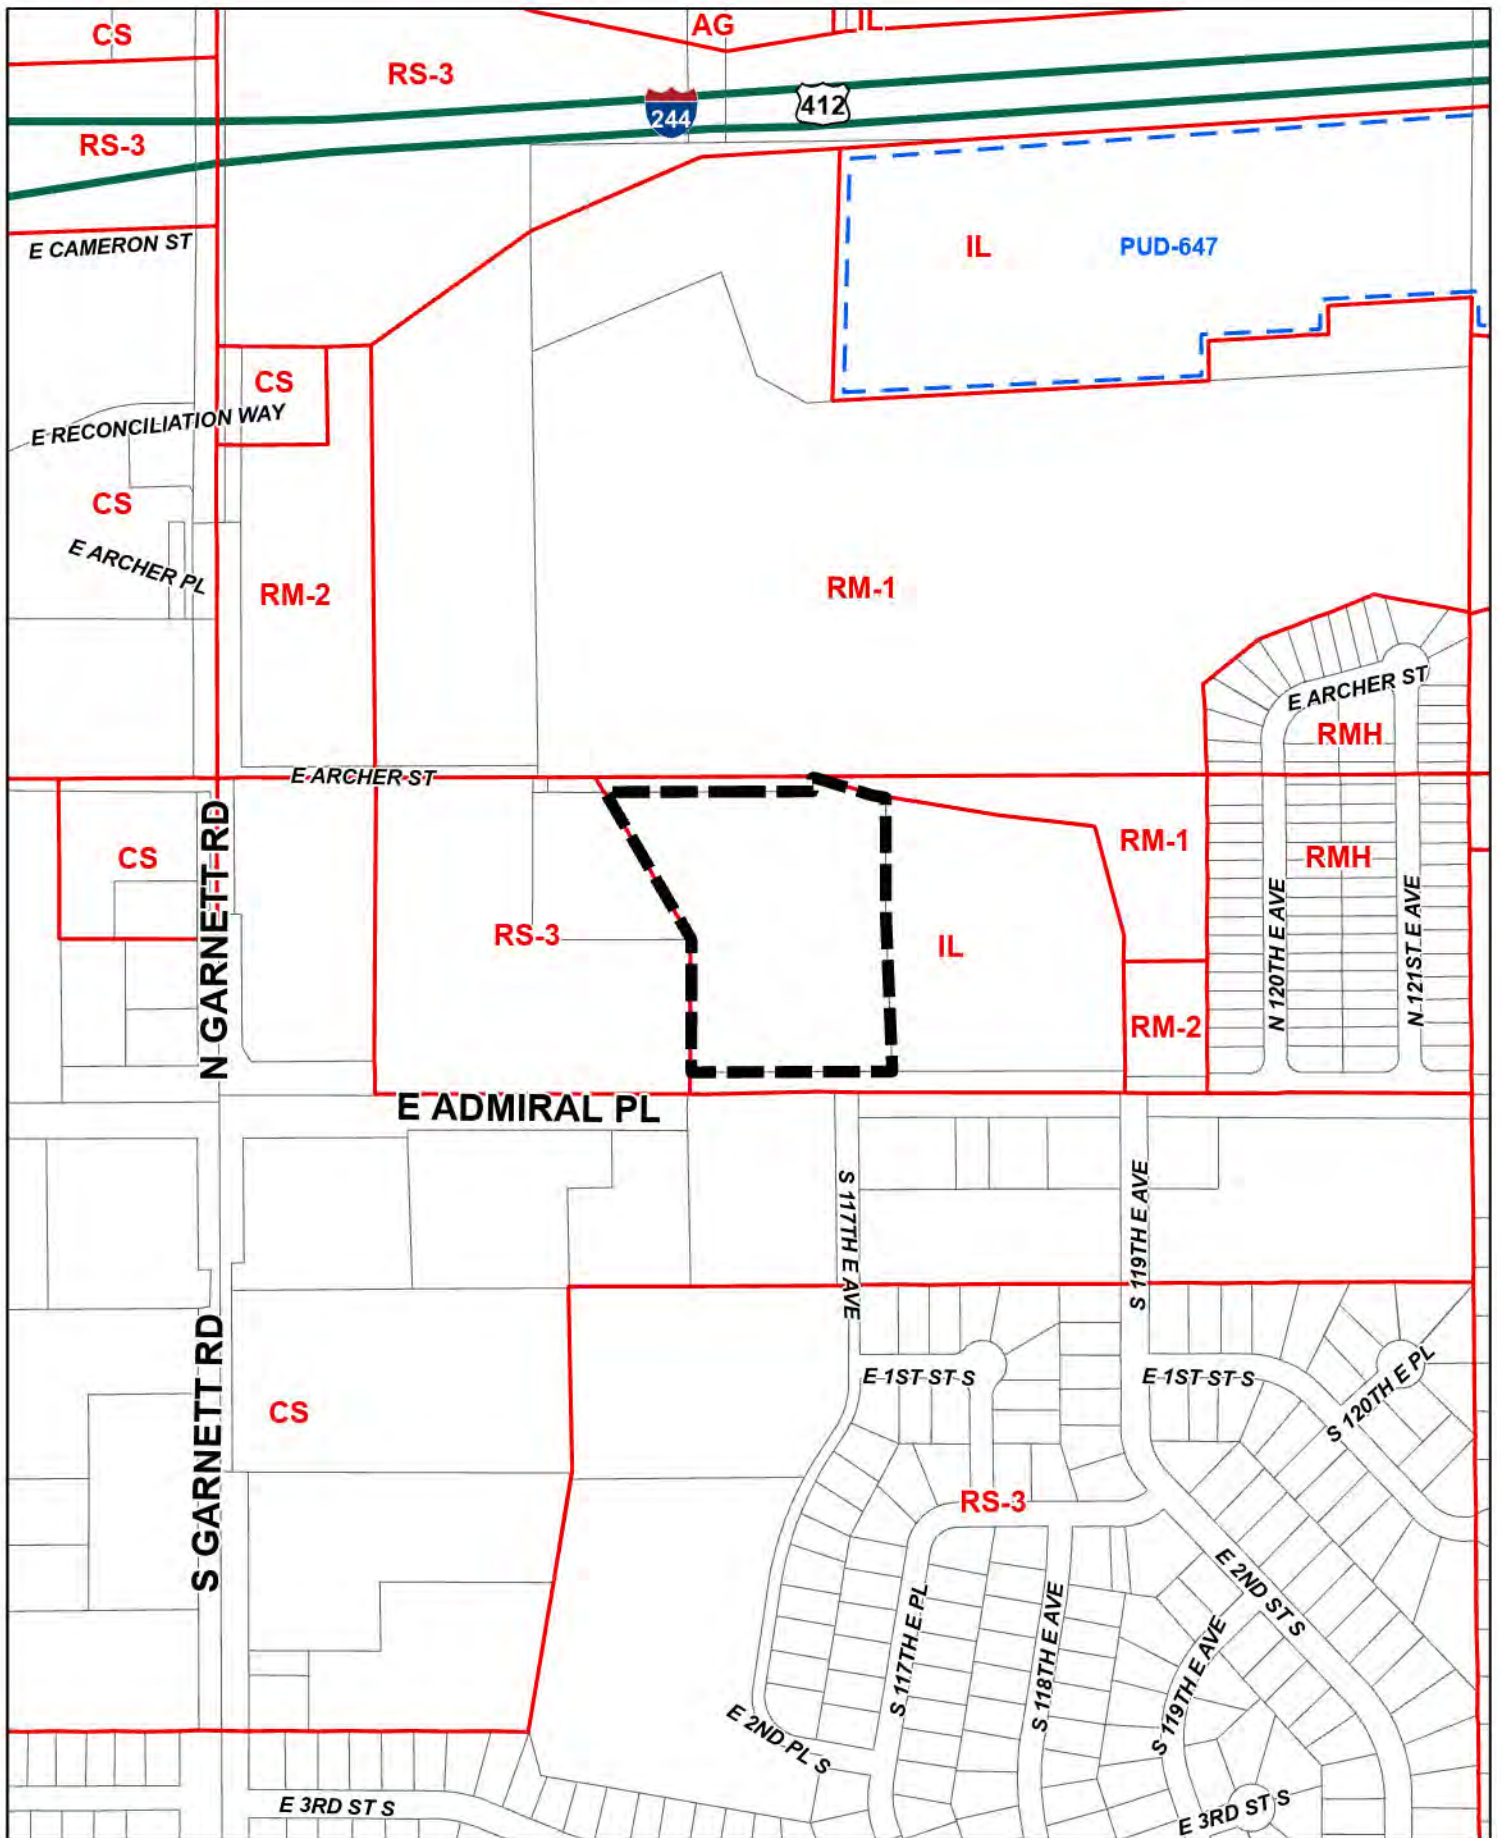 AG
IL
CS
RS-3
244
412
RS-3
E CAMERON ST
IL
PUD-647
CS
E RECONCILIATION WAY
CS
E ARCHER PL
RM-2
RM-1
E ARCHER ST
RMH
E ARCHER ST
N GARNETT RD
CS
RM-1
RMH
RS-3
IL
N 120TH E AVE
N 121ST E AVE
RM-2
E ADMIRAL PL
S 117TH E AVE
S 119TH E AVE
S GARNETT RD
E 1ST ST S
E 1ST ST S
S 120TH E PL
CS
RS-3
E 2ND ST S
S 117TH E PL
S 118TH E AVE
S 119TH E AVE
E 2ND PL S
E 3RD ST S
E 3RD ST S